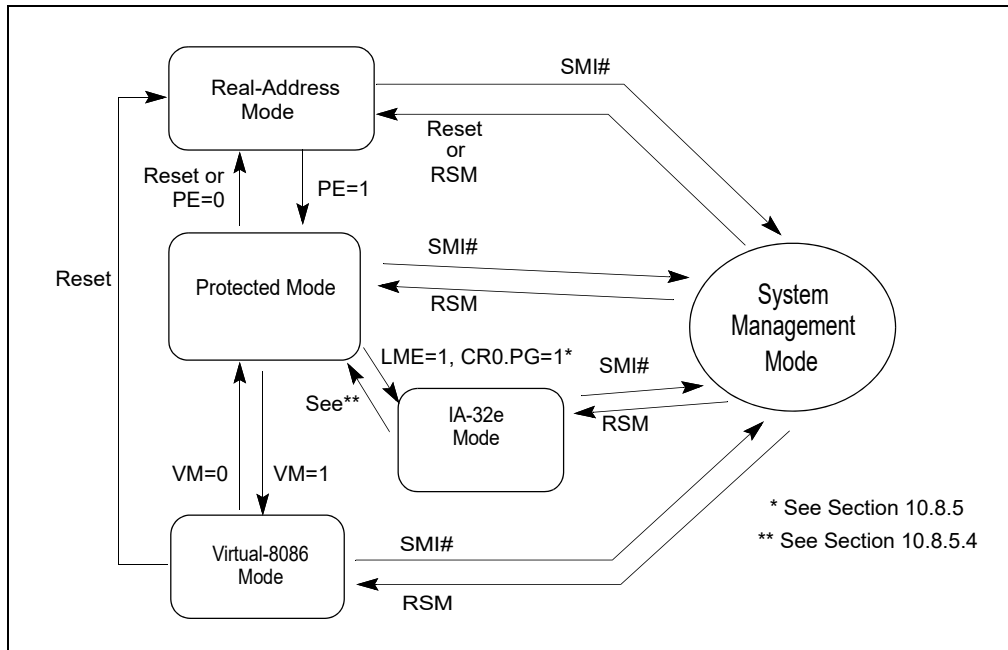 Real-Address
Mode
SMI#
Reset
or
RSM
Reset or
PE=0
PE=1
Reset
Protected Mode
SMI#
RSM
System
Management
Mode
LME=1, CR0.PG=1*
See**
SMI#
IA-32e
Mode
RSM
VM=0
VM=1
* See Section 10.8.5
** See Section 10.8.5.4
Virtual-8086
Mode
SMI#
RSM